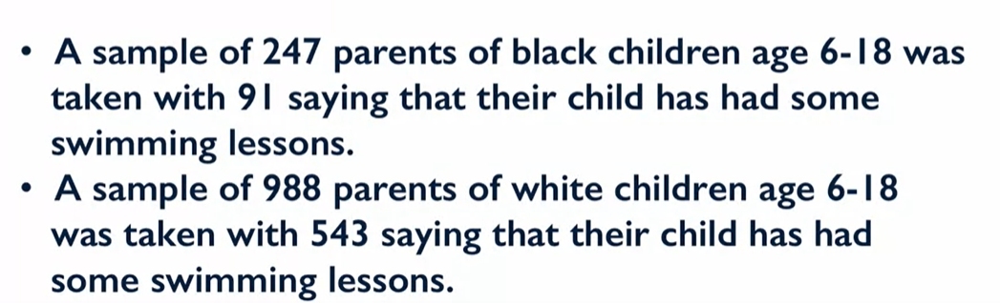 • A sample of 247 parents of black children age 6-18 was
taken with 91 saying that their child has had some
swimming lessons.
• A sample of 988 parents of white children age 6-18
was taken with 543 saying that their child has had
some swimming lessons.